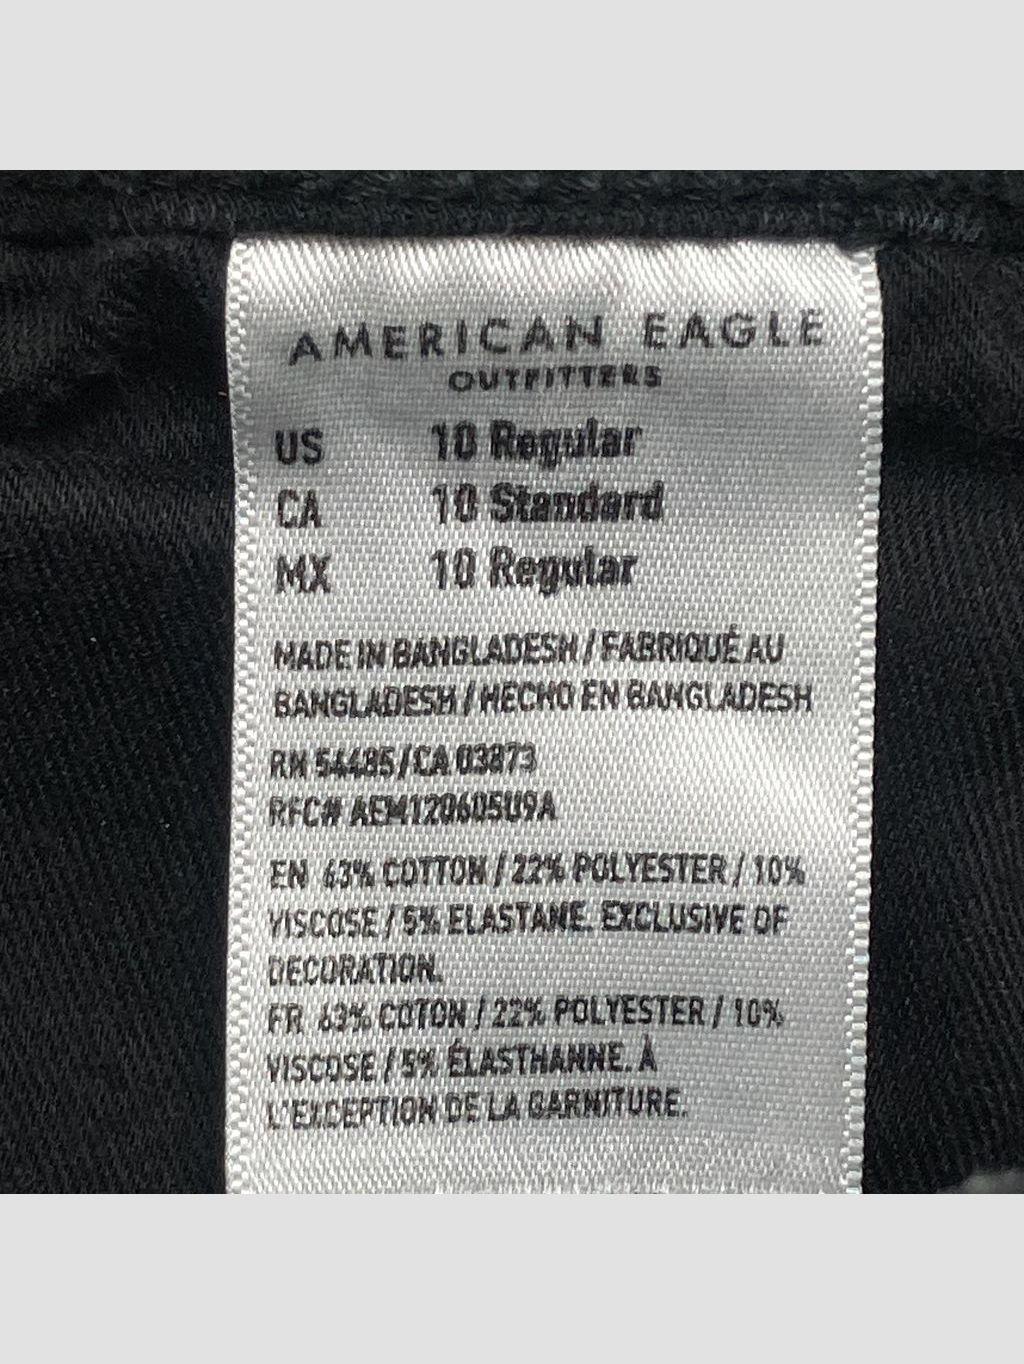 AMERICAN EAGLE
OUTFITTERS
US 10 Regular
CA 10 Standard
MX 10 Regular
MADE IN BANGLADESH / FABRIQUÉ AU
BANGLADESH / HECHO EN BANGLADESH
RN 54485 / CA 03873
RFC# AEM120605U9A
EN 63% COTTON / 22% POLYESTER / 10%
VISCOSE / 5% ELASTANE. EXCLUSIVE OF
DECORATION.
FR 63% COTON / 22% POLYESTER / 10%
VISCOSE / 5% ÉLASTHANNE. À
L'EXCEPTION DE LA GARNITURE.